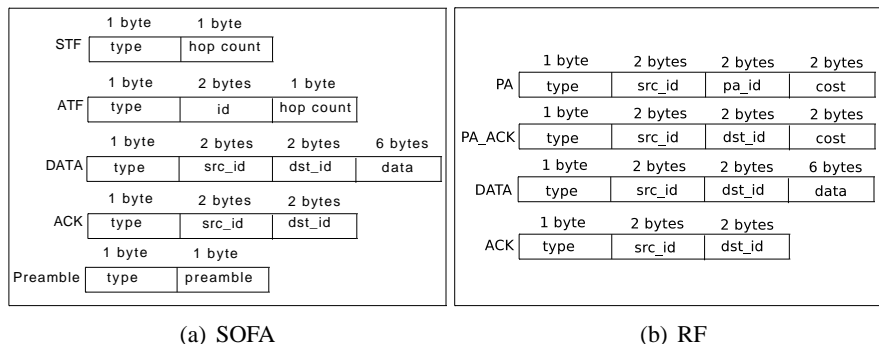 1 byte 1 byte
STF type hop count
1 byte 2 bytes 1 byte
ATF type id hop count
1 byte 2 bytes 2 bytes 6 bytes
DATA type src_id dst_id data
1 byte 2 bytes 2 bytes
ACK type src_id dst_id
1 byte 1 byte
Preamble type preamble
(a) SOFA
1 byte 2 bytes 2 bytes 2 bytes
PA type src_id pa_id cost
1 byte 2 bytes 2 bytes 2 bytes
PA_ACK type src_id dst_id cost
1 byte 2 bytes 2 bytes 6 bytes
DATA type src_id dst_id data
1 byte 2 bytes 2 bytes
ACK type src_id dst_id
(b) RF